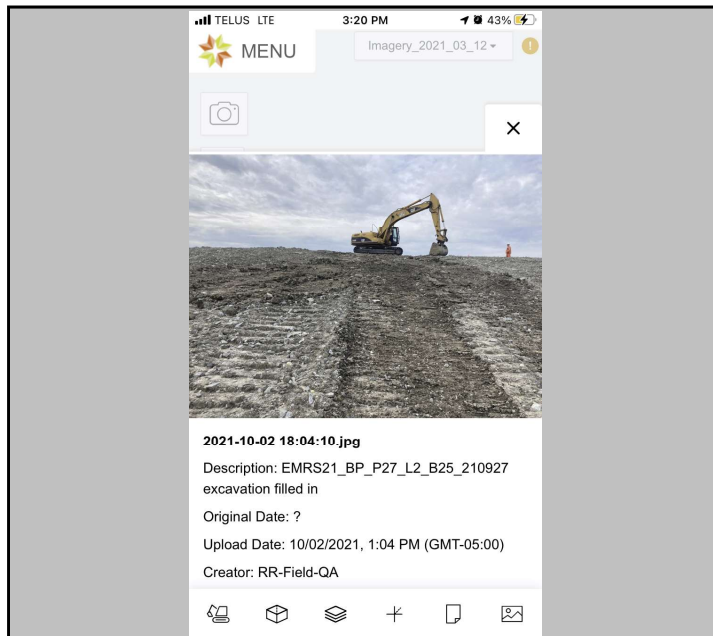 TELUS LTE 3:20 PM 43%
MENU Imagery_2021_03_12
2021-10-02 18:04:10.jpg
Description: EMRS21_BP_P27_L2_B25_210927
excavation filled in
Original Date: ?
Upload Date: 10/02/2021, 1:04 PM (GMT-05:00)
Creator: RR-Field-QA